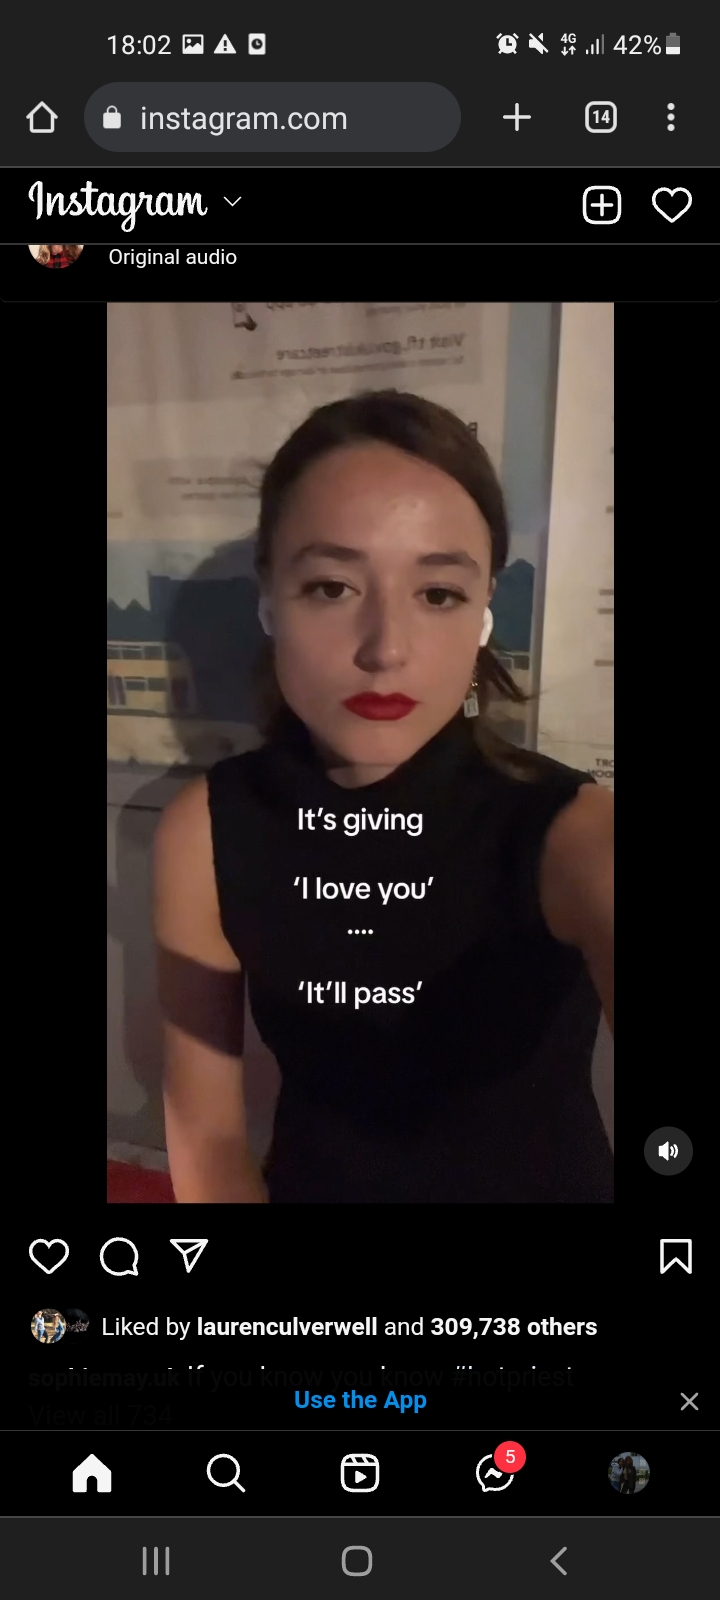 18:02
4G
42%
instagram.com
14
Instagram
Original audio
It's giving
'I love you'
....
'It'll pass'
Liked by laurenculverwell and 309,738 others
sophiemay.uk If you know you know #hotpriest
View all 734
Use the App
5